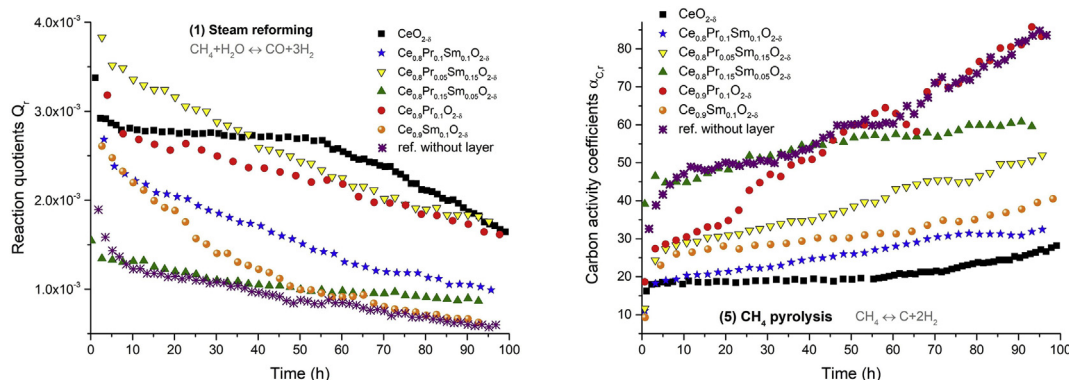 Reaction quotients Qr
4.0x10⁻³
3.0x10⁻³
2.0x10⁻³
1.0x10⁻³
(1) Steam reforming
CH₄+H₂O ↔ CO+3H₂
CeO₂₋δ
Ce₀.₈Pr₀.₁Sm₀.₁O₂₋δ
Ce₀.₈Pr₀.₀₅Sm₀.₁₅O₂₋δ
Ce₀.₈Pr₀.₁₅Sm₀.₀₅O₂₋δ
Ce₀.₉Pr₀.₁O₂₋δ
Ce₀.₉Sm₀.₁O₂₋δ
ref. without layer
0 10 20 30 40 50 60 70 80 90 100
Time (h)
Carbon activity coefficients αC,r
90
80
70
60
50
40
30
20
10
CeO₂₋δ
Ce₀.₈Pr₀.₁Sm₀.₁O₂₋δ
Ce₀.₈Pr₀.₀₅Sm₀.₁₅O₂₋δ
Ce₀.₈Pr₀.₁₅Sm₀.₀₅O₂₋δ
Ce₀.₉Pr₀.₁O₂₋δ
Ce₀.₉Sm₀.₁O₂₋δ
ref. without layer
(5) CH₄ pyrolysis CH₄ ↔ C+2H₂
0 10 20 30 40 50 60 70 80 90 100
Time (h)